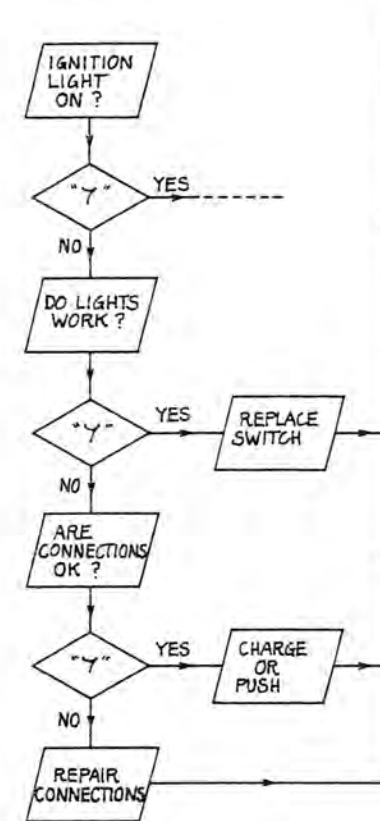 IGNITION
LIGHT
ON ?
"Y"
YES
NO
DO LIGHTS
WORK ?
"Y"
YES
REPLACE
SWITCH
NO
ARE
CONNECTIONS
OK ?
"Y"
YES
CHARGE
OR
PUSH
NO
REPAIR
CONNECTIONS